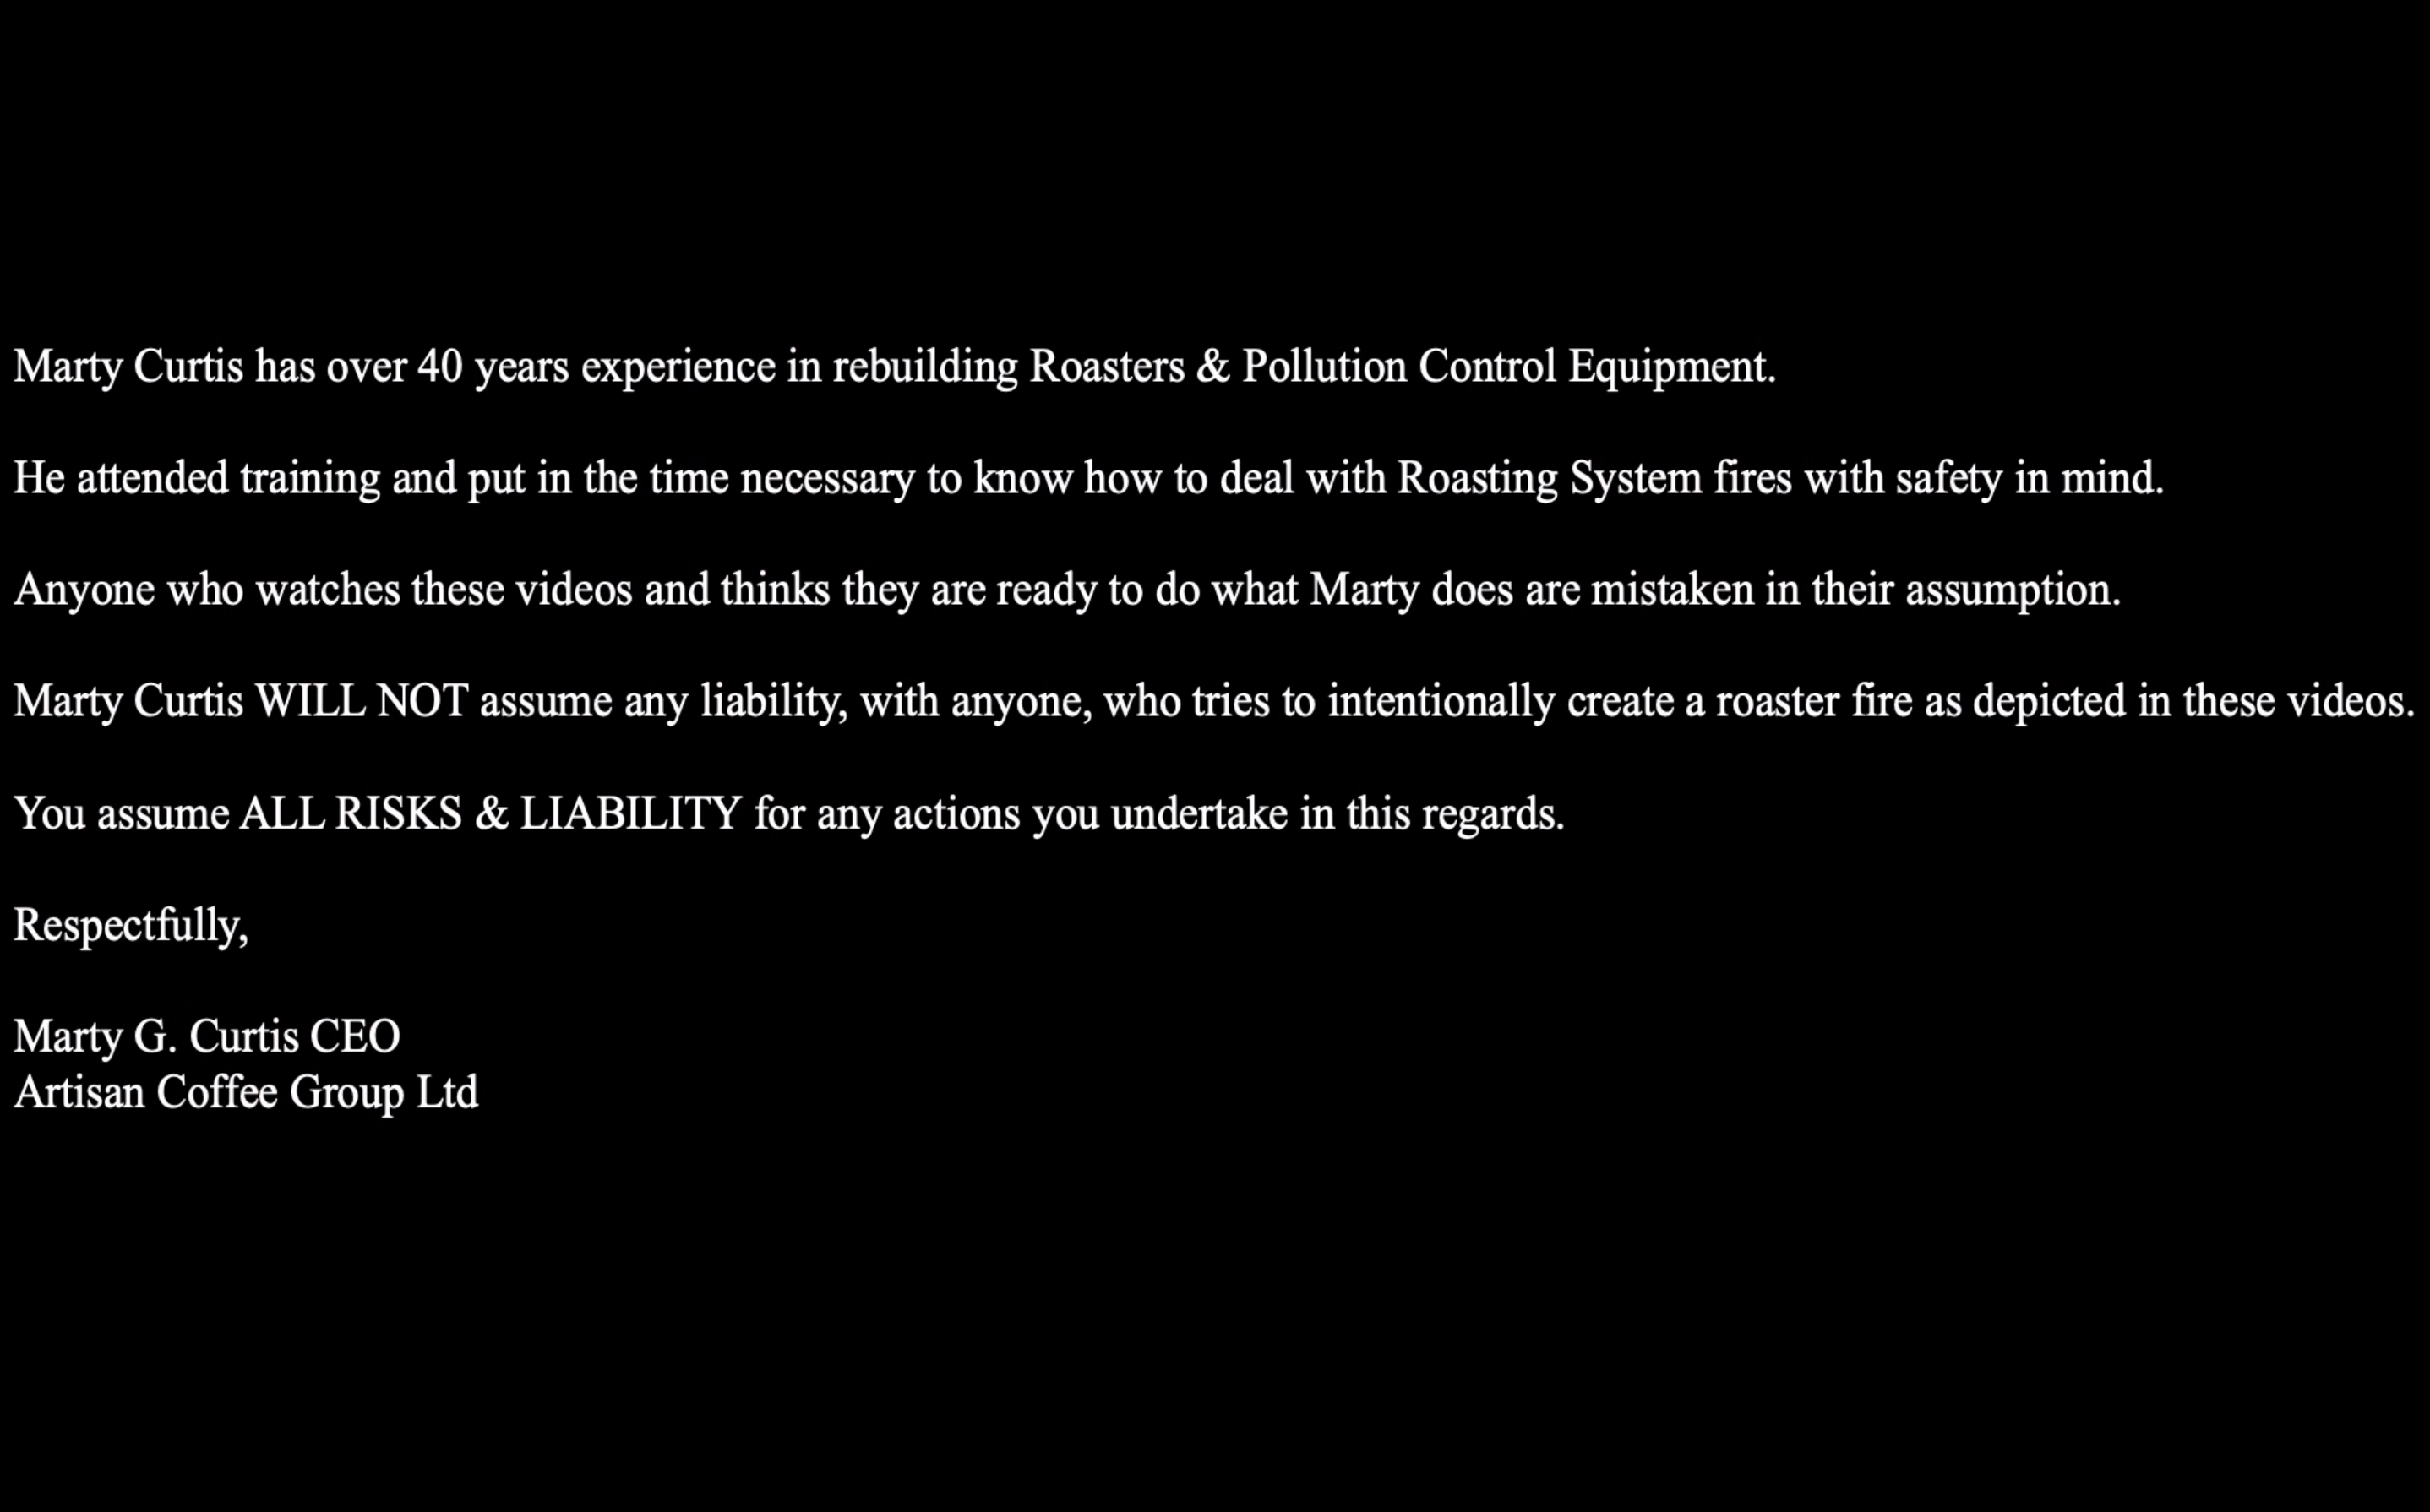 Marty Curtis has over 40 years experience in rebuilding Roasters & Pollution Control Equipment.
He attended training and put in the time necessary to know how to deal with Roasting System fires with safety in mind.
Anyone who watches these videos and thinks they are ready to do what Marty does are mistaken in their assumption.
Marty Curtis WILL NOT assume any liability, with anyone, who tries to intentionally create a roaster fire as depicted in these videos.
You assume ALL RISKS & LIABILITY for any actions you undertake in this regards.
Respectfully,
Marty G. Curtis CEO
Artisan Coffee Group Ltd